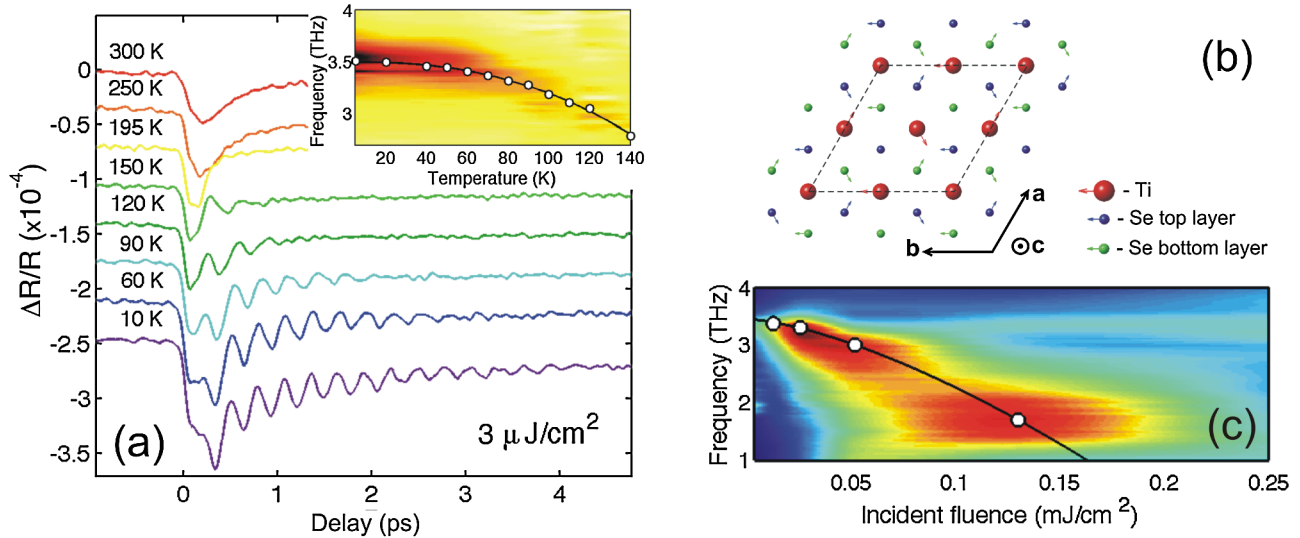 300 K
250 K
195 K
150 K
120 K
90 K
60 K
10 K
0
-0.5
-1
-1.5
-2
-2.5
-3
-3.5
ΔR/R (x10-4)
(a)
3 μJ/cm2
0
1
2
3
4
Delay (ps)
4
3.5
3
Frequency (THz)
5
20
40
60
80
100
120
140
Temperature (K)
(b)
a
b
c
- Ti
- Se top layer
- Se bottom layer
4
3
2
1
Frequency (THz)
(c)
0.05
0.1
0.15
0.2
0.25
Incident fluence (mJ/cm2)